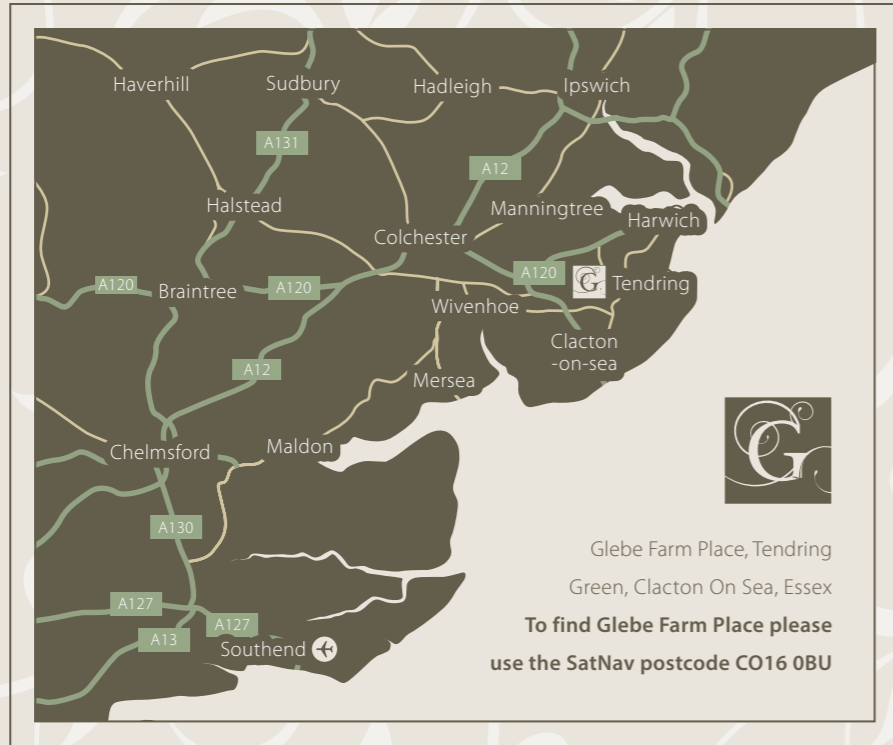 Haverhill
Sudbury
Hadleigh
Ipswich
A131
A12
Halstead
Manningtree
Harwich
Colchester
A120
A120
A120
G
Tendring
Braintree
Wivenhoe
Clacton
-on-sea
A12
Mersea
G
Chelmsford
Maldon
A130
Glebe Farm Place, Tendring
Green, Clacton On Sea, Essex
A127
A127
To find Glebe Farm Place please
A13
Southend
use the SatNav postcode CO16 0BU